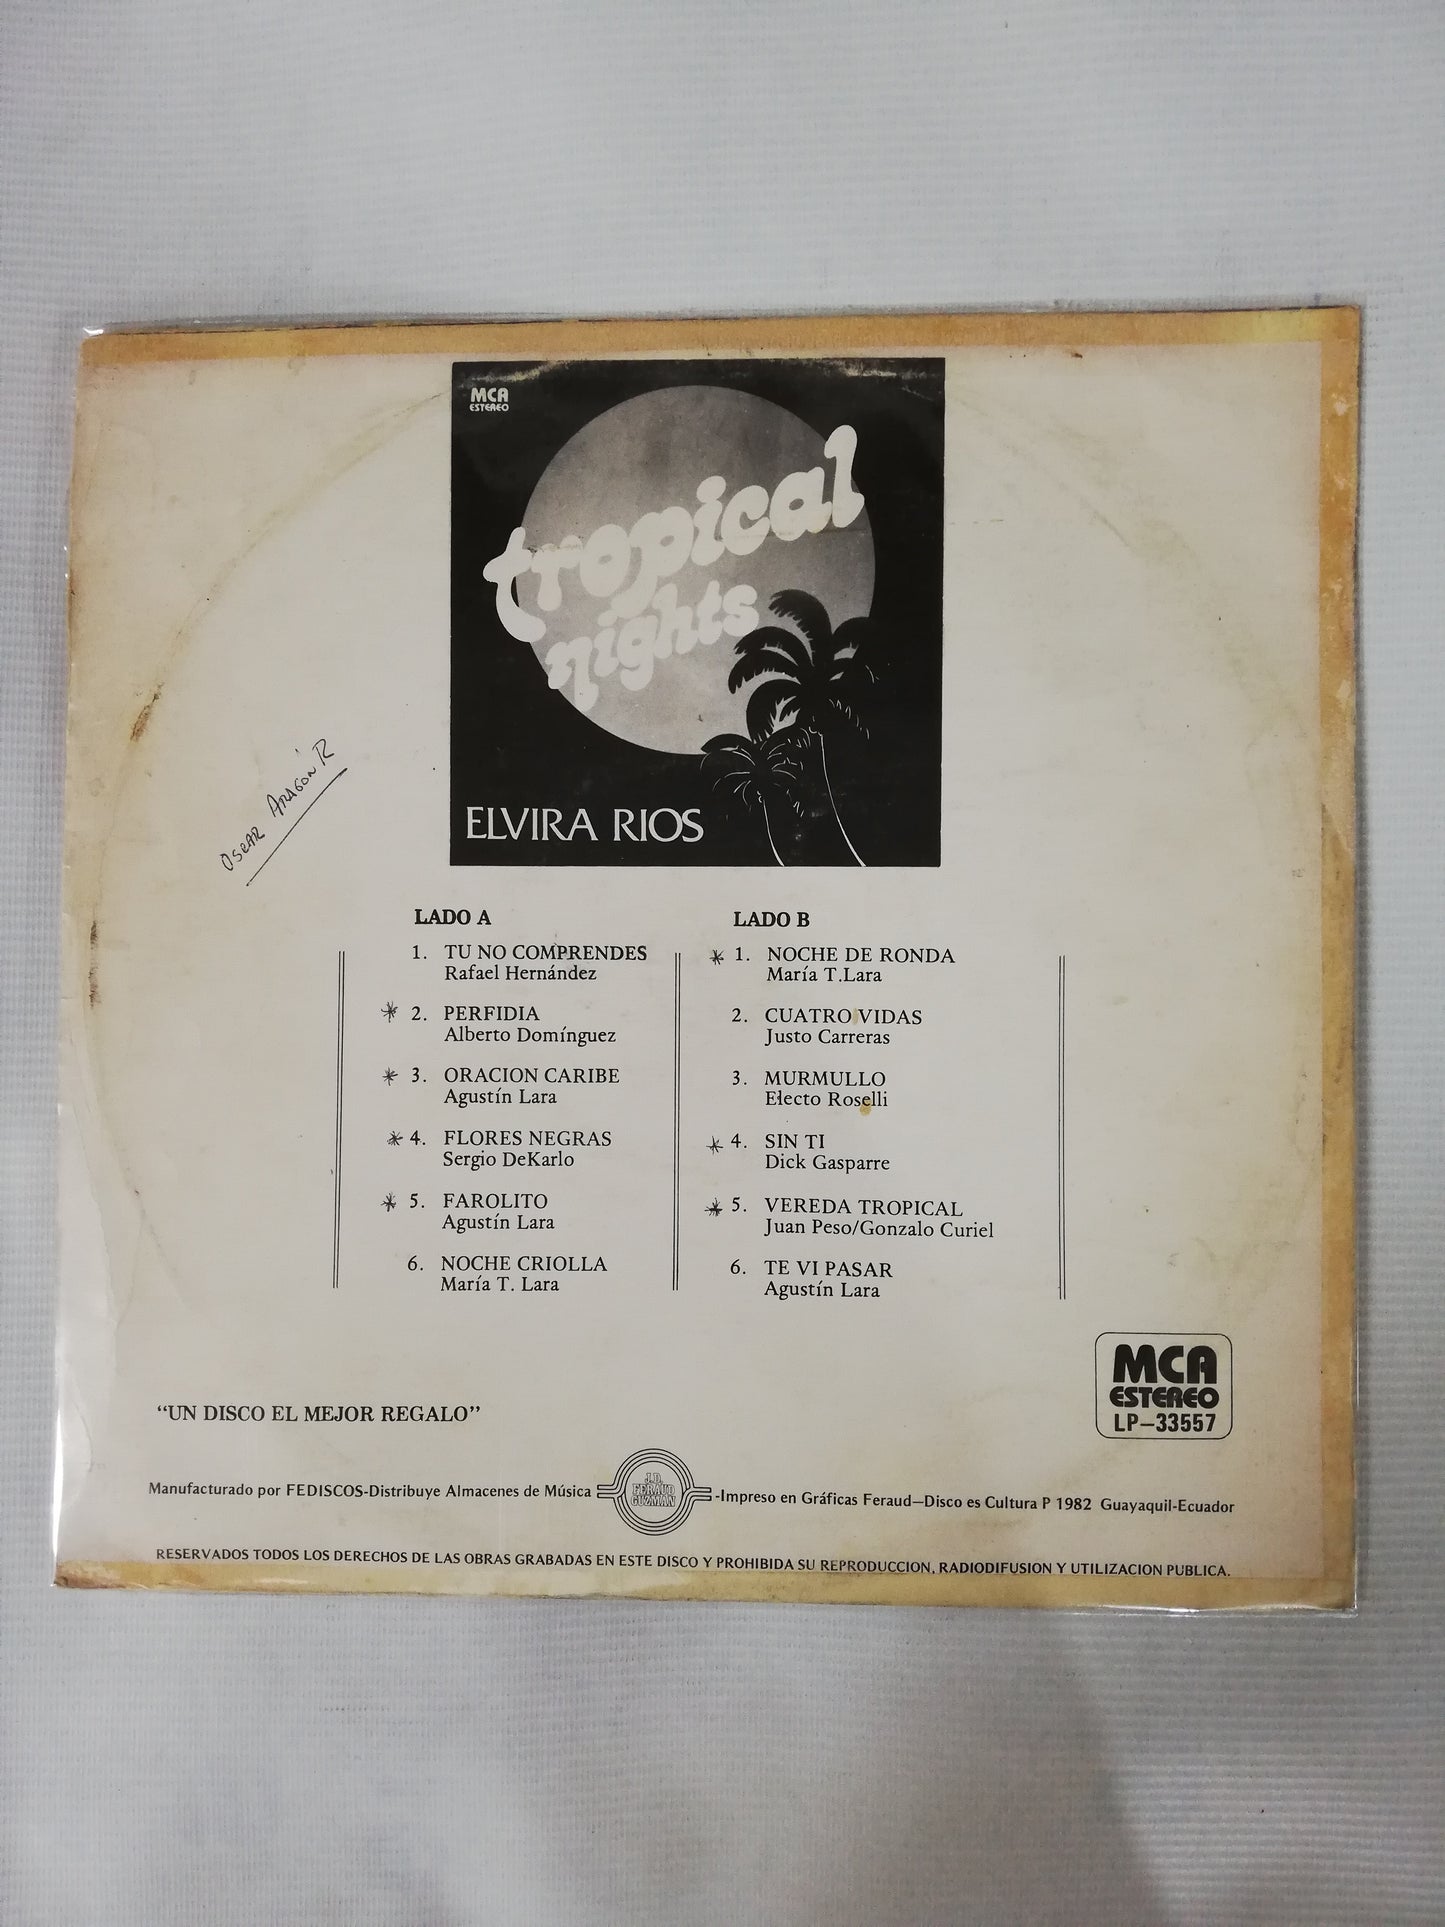 MCA
ESTEREO
tropical
nights
ELVIRA RIOS
OSCAR ARAGÓN R
LADO A
1. TU NO COMPRENDES
Rafael Hernández
2. PERFIDIA
Alberto Domínguez
3. ORACION CARIBE
Agustín Lara
4. FLORES NEGRAS
Sergio DeKarlo
5. FAROLITO
Agustín Lara
6. NOCHE CRIOLLA
María T. Lara
LADO B
1. NOCHE DE RONDA
María T.Lara
2. CUATRO VIDAS
Justo Carreras
3. MURMULLO
Electo Roselli
4. SIN TI
Dick Gasparre
5. VEREDA TROPICAL
Juan Peso/Gonzalo Curiel
6. TE VI PASAR
Agustín Lara
MCA
ESTEREO
LP-33557
“UN DISCO EL MEJOR REGALO”
J.D.
FERAUD
GUZMAN
Manufacturado por FEDISCOS-Distribuye Almacenes de Música -Impreso en Gráficas Feraud—Disco es Cultura P 1982 Guayaquil-Ecuador
RESERVADOS TODOS LOS DERECHOS DE LAS OBRAS GRABADAS EN ESTE DISCO Y PROHIBIDA SU REPRODUCCION, RADIODIFUSION Y UTILIZACION PUBLICA.